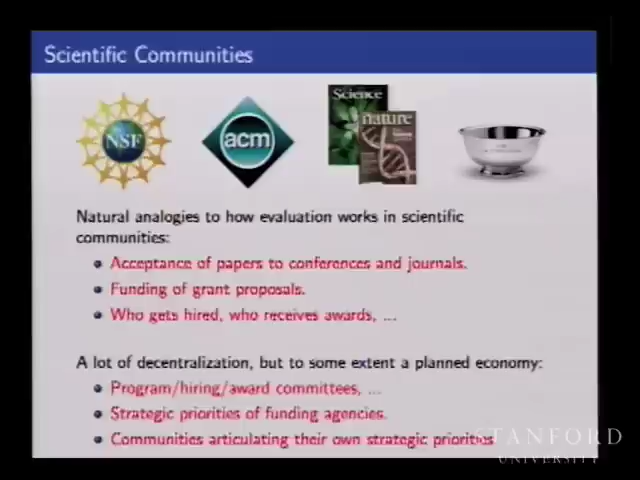 Scientific Communities
NSF
acm
Science
nature
Natural analogies to how evaluation works in scientific
communities:
Acceptance of papers to conferences and journals.
Funding of grant proposals.
Who gets hired, who receives awards, ...
A lot of decentralization, but to some extent a planned economy:
Program/hiring/award committees, ...
Strategic priorities of funding agencies.
Communities articulating their own strategic priorities
STANFORD
UNIVERSITY